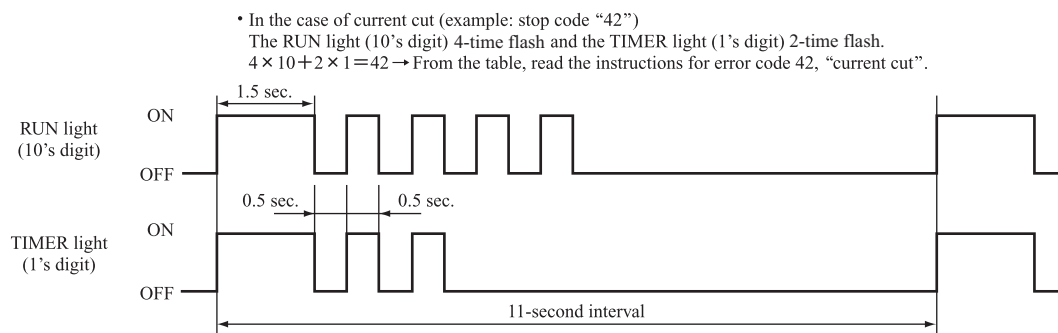 • In the case of current cut (example: stop code “42”)
The RUN light (10’s digit) 4-time flash and the TIMER light (1’s digit) 2-time flash.
4×10+2×1=42→From the table, read the instructions for error code 42, “current cut”.
1.5 sec.
ON
RUN light
(10’s digit)
OFF
0.5 sec.
0.5 sec.
ON
TIMER light
(1’s digit)
OFF
11-second interval